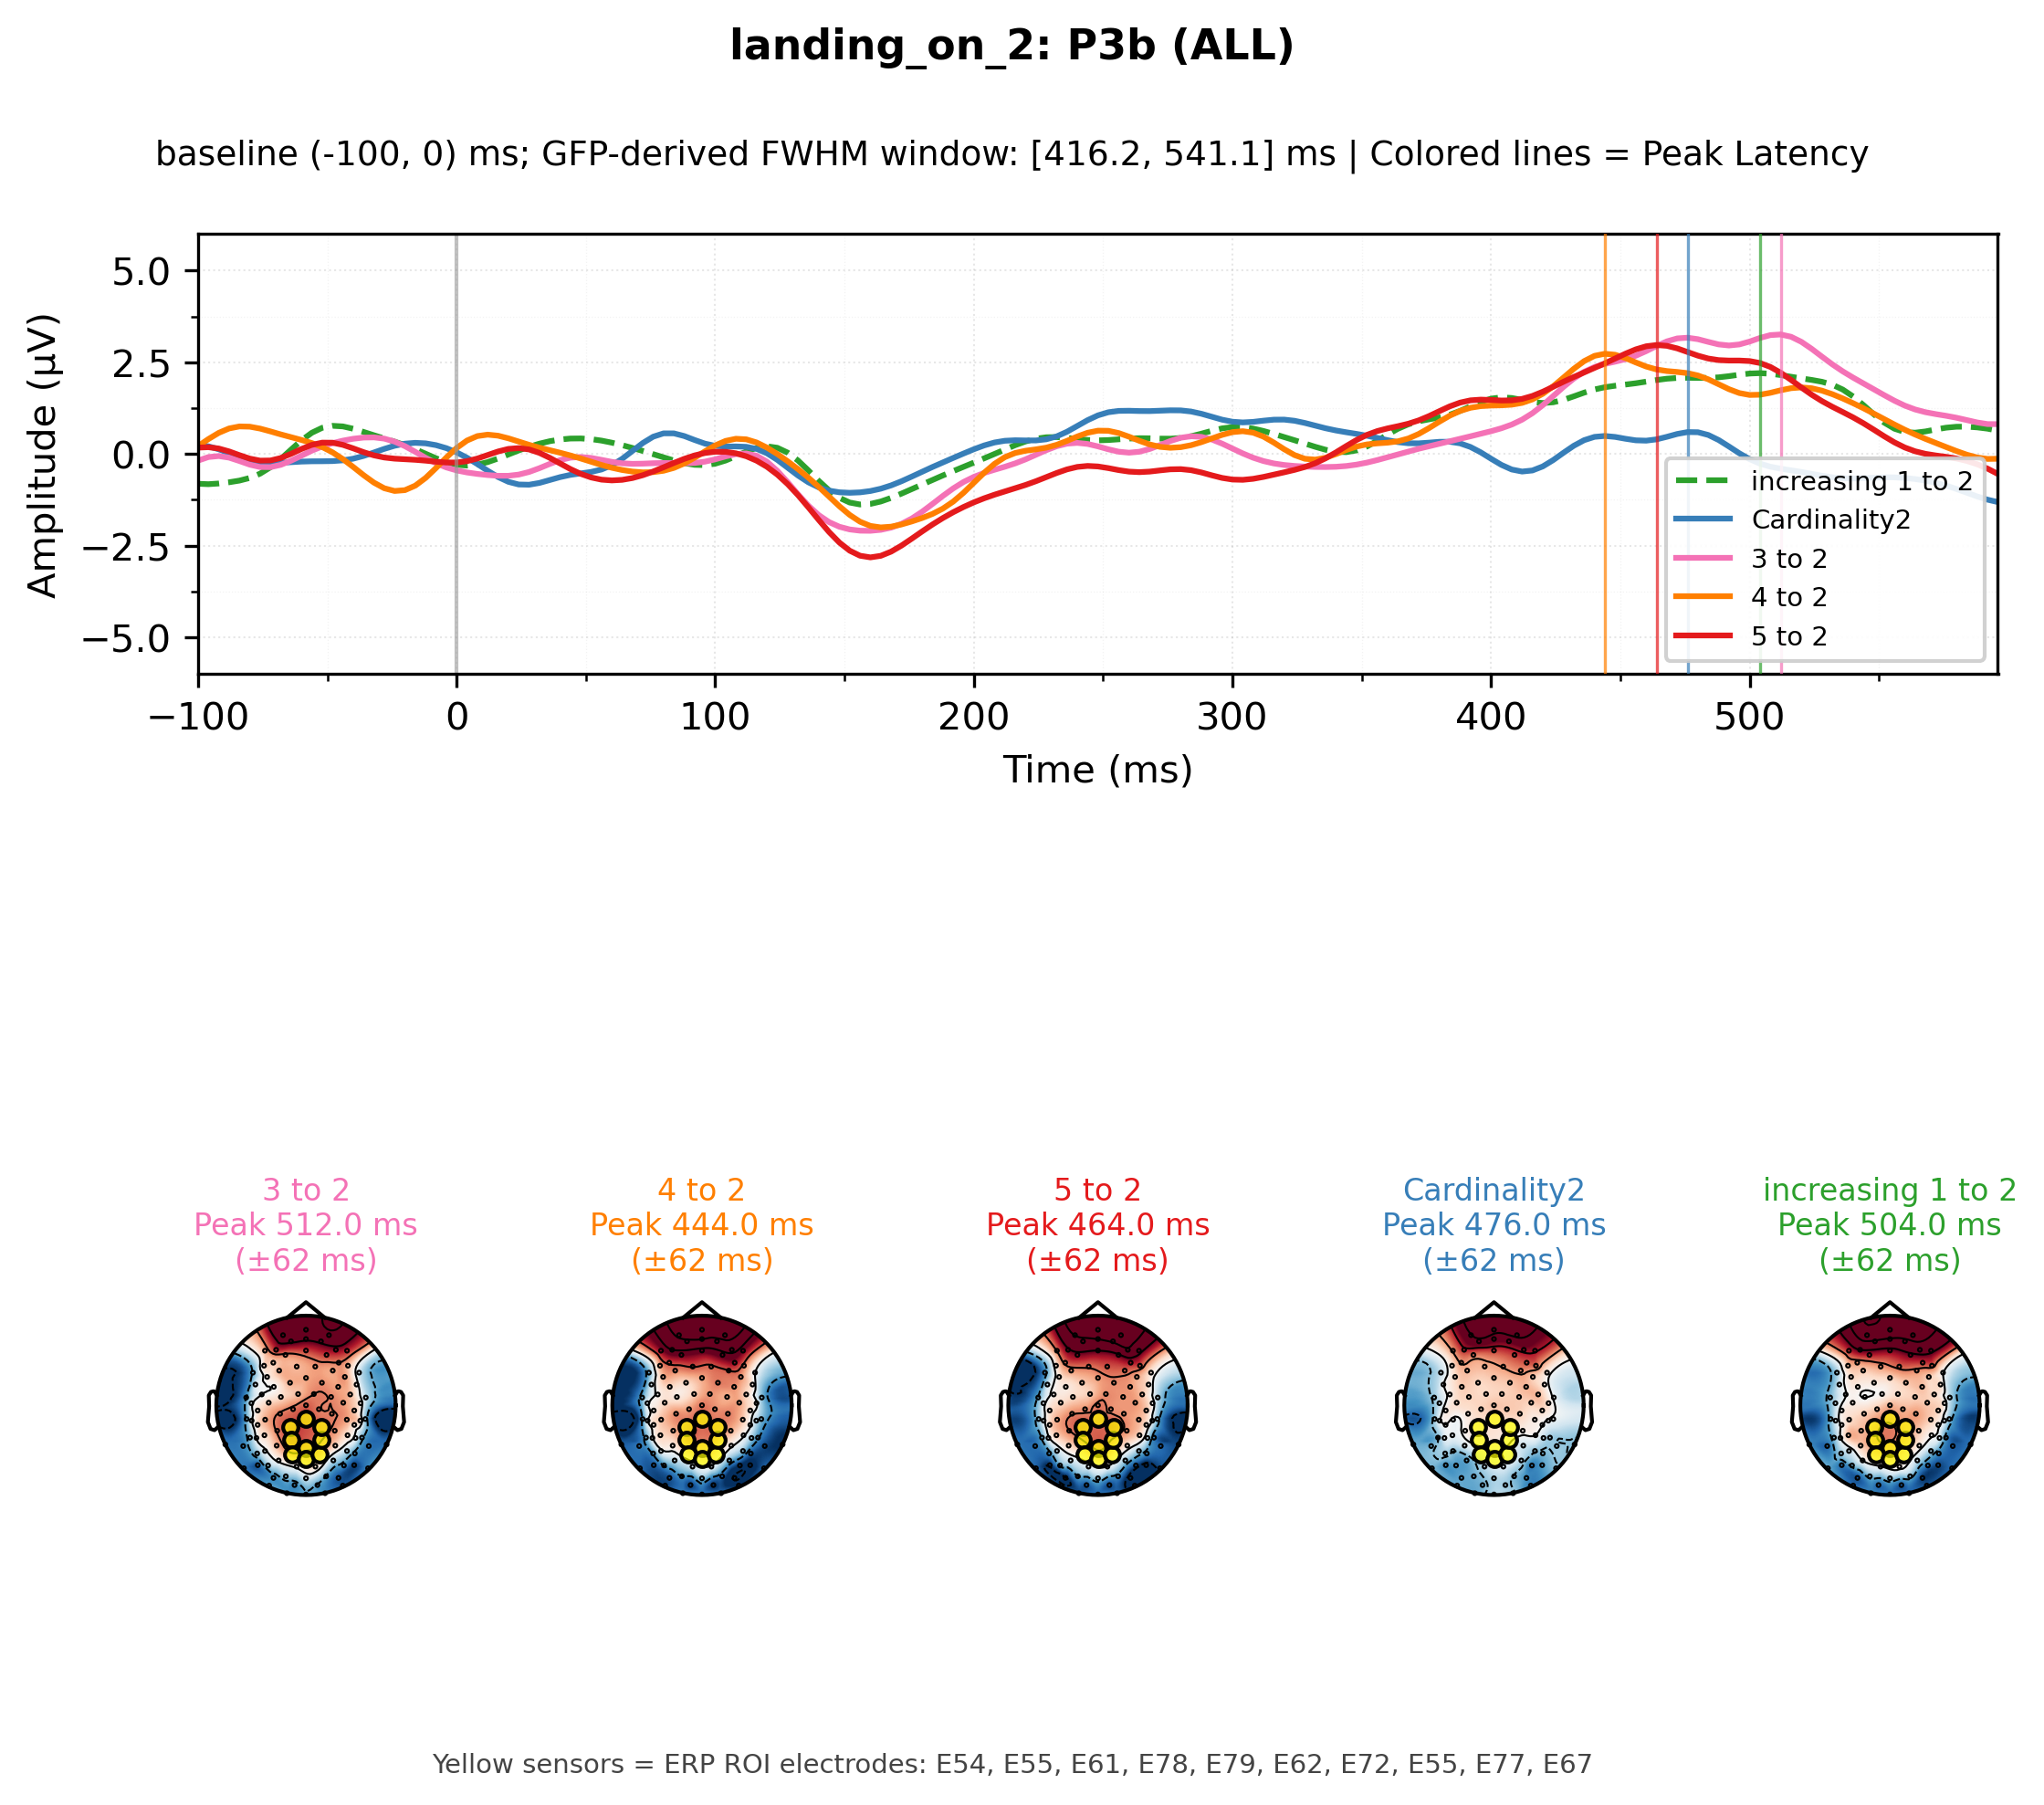 landing_on_2: P3b (ALL)
baseline (-100, 0) ms; GFP-derived FWHM window: [416.2, 541.1] ms | Colored lines = Peak Latency
Amplitude (µV)
5.0
2.5
0.0
−2.5
−5.0
increasing 1 to 2
Cardinality2
3 to 2
4 to 2
5 to 2
−100
0
100
200
300
400
500
Time (ms)
3 to 2
Peak 512.0 ms
(±62 ms)
4 to 2
Peak 444.0 ms
(±62 ms)
5 to 2
Peak 464.0 ms
(±62 ms)
Cardinality2
Peak 476.0 ms
(±62 ms)
increasing 1 to 2
Peak 504.0 ms
(±62 ms)
Yellow sensors = ERP ROI electrodes: E54, E55, E61, E78, E79, E62, E72, E55, E77, E67